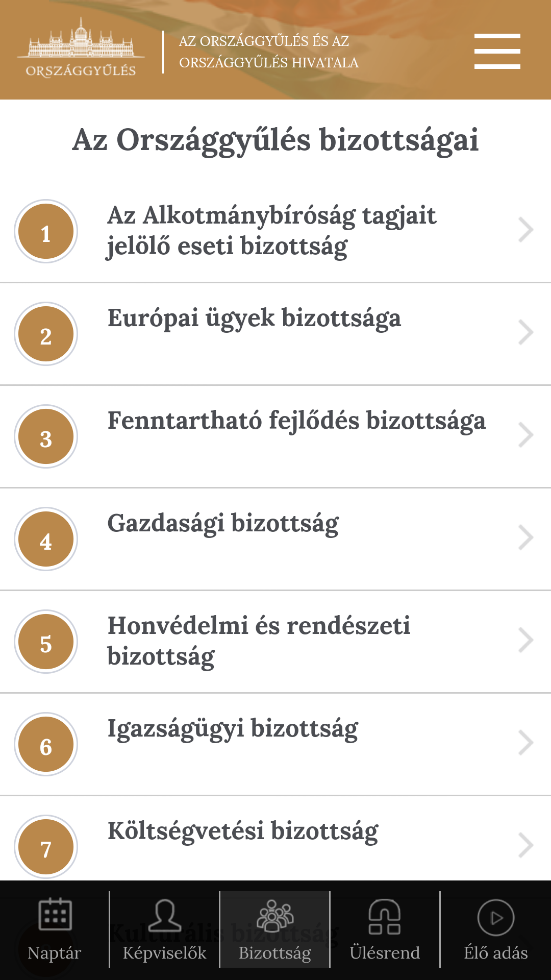 ORSZÁGGYŰLÉS
AZ ORSZÁGGYŰLÉS ÉS AZ
ORSZÁGGYŰLÉS HIVATALA
Az Országgyűlés bizottságai
1
Az Alkotmánybíróság tagjait
jelölő eseti bizottság
2
Európai ügyek bizottsága
3
Fenntartható fejlődés bizottsága
4
Gazdasági bizottság
5
Honvédelmi és rendészeti
bizottság
6
Igazságügyi bizottság
7
Költségvetési bizottság
Kulturális bizottság
Naptár
Képviselők
Bizottság
Ülésrend
Élő adás